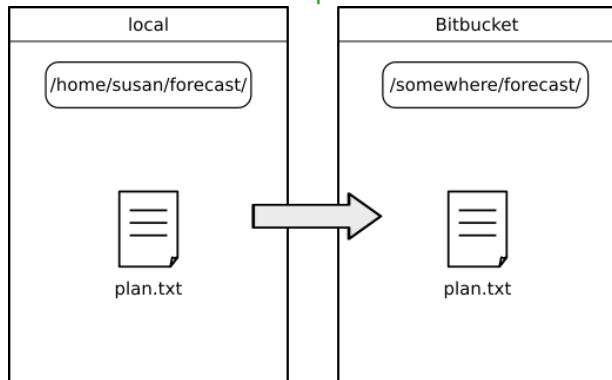 local
Bitbucket
/home/susan/forecast/
/somewhere/forecast/
plan.txt
plan.txt